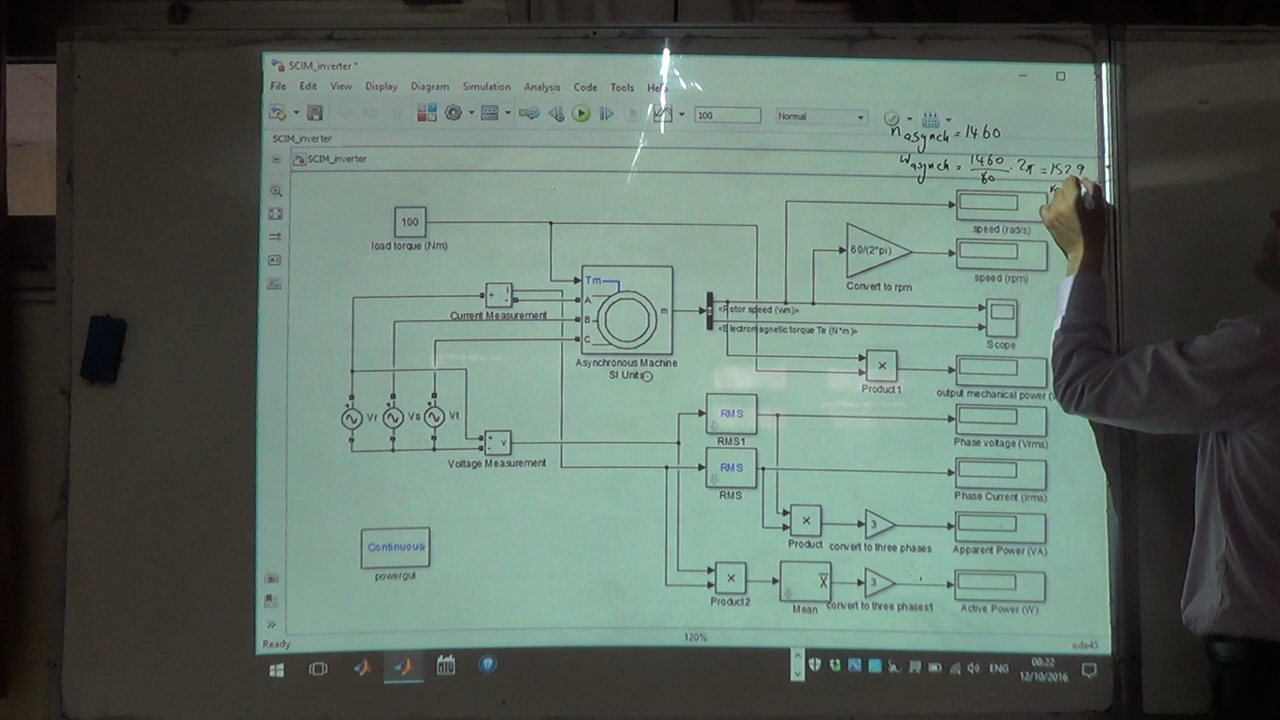 SCIM_inverter *
File Edit View Display Diagram Simulation Analysis Code Tools Help
100 Normal
SCIM_inverter
SCIM_inverter
n asynch = 1460
w asynch = 1460/60 . 2π = 152.9
100
load torque (Nm)
speed (rad/s)
60/(2*pi)
Convert to rpm
speed (rpm)
Tm
A
B
C
m
Current Measurement
Asynchronous Machine
SI Units
<Rotor speed (wm)>
<Electromagnetic torque Te (N*m)>
Scope
Product1
output mechanical power
Vr
Vs
Vt
v
Voltage Measurement
RMS
RMS1
Phase voltage (Vrms)
RMS
RMS
Phase Current (Irms)
Product
3
convert to three phases
Apparent Power (VA)
Continuous
powergui
Product2
Mean
3
convert to three phases1
Active Power (W)
Ready
120%
ode45
ENG
08:22
12/10/2016